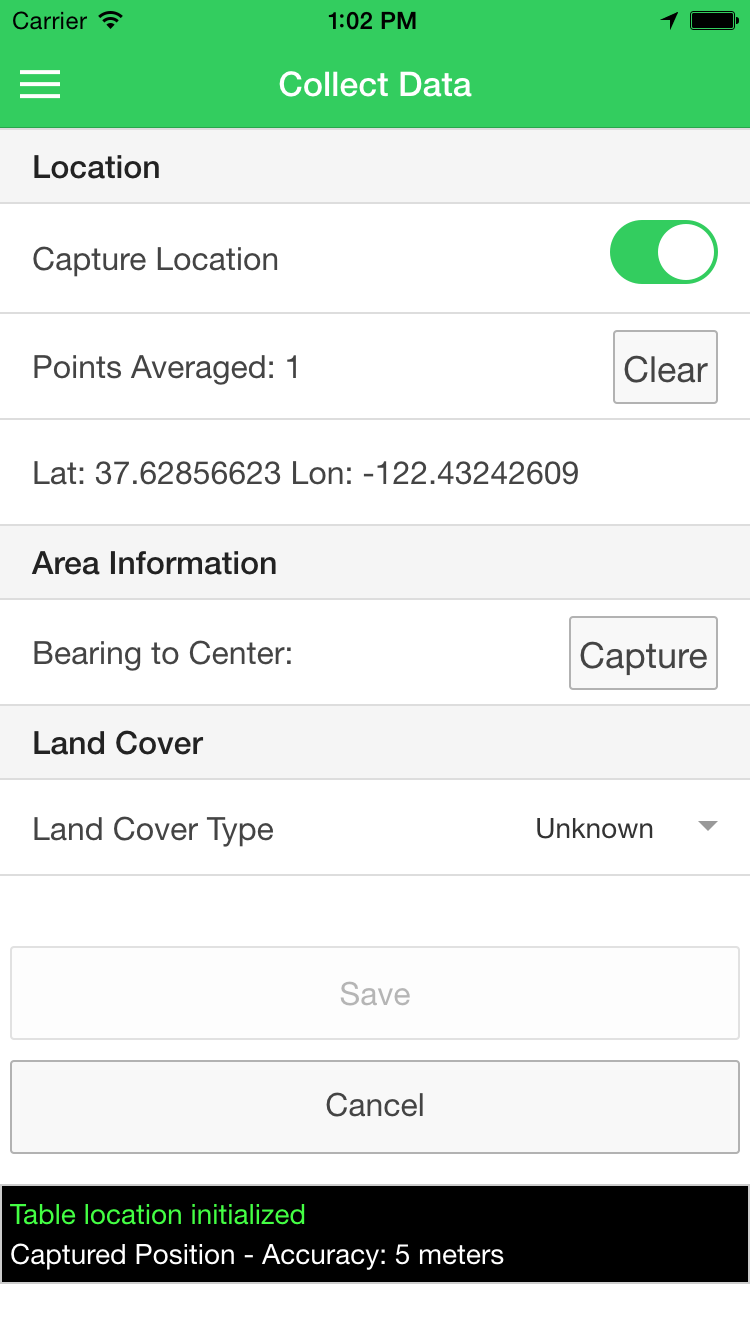 Carrier 1:02 PM
Collect Data
Location
Capture Location
Points Averaged: 1 Clear
Lat: 37.62856623 Lon: -122.43242609
Area Information
Bearing to Center: Capture
Land Cover
Land Cover Type Unknown
Save
Cancel
Table location initialized
Captured Position - Accuracy: 5 meters